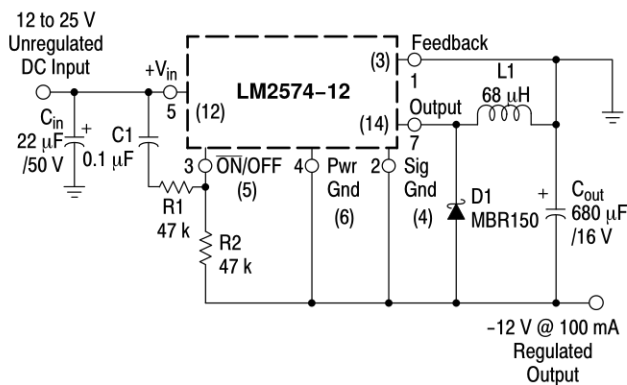 12 to 25 V
Unregulated
DC Input
+Vin
5
(12)
LM2574–12
(3)
Feedback
1
(14)
Output
7
L1
68 µH
Cin
22 µF
/50 V
+
C1
0.1 µF
3
ON/OFF
(5)
4
Pwr
Gnd
(6)
2
Sig
Gnd
(4)
R1
47 k
R2
47 k
D1
MBR150
+
Cout
680 µF
/16 V
–12 V @ 100 mA
Regulated
Output